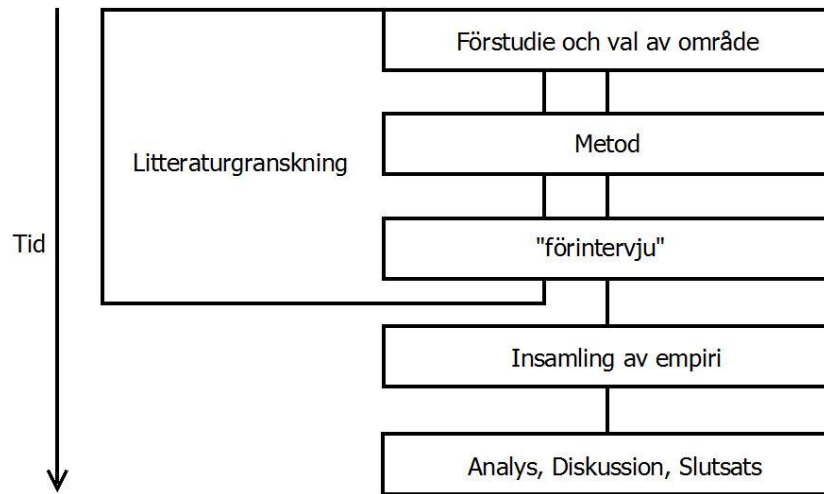 Förstudie och val av område
Metod
Litteraturgranskning
Tid
"förintervju"
Insamling av empiri
Analys, Diskussion, Slutsats